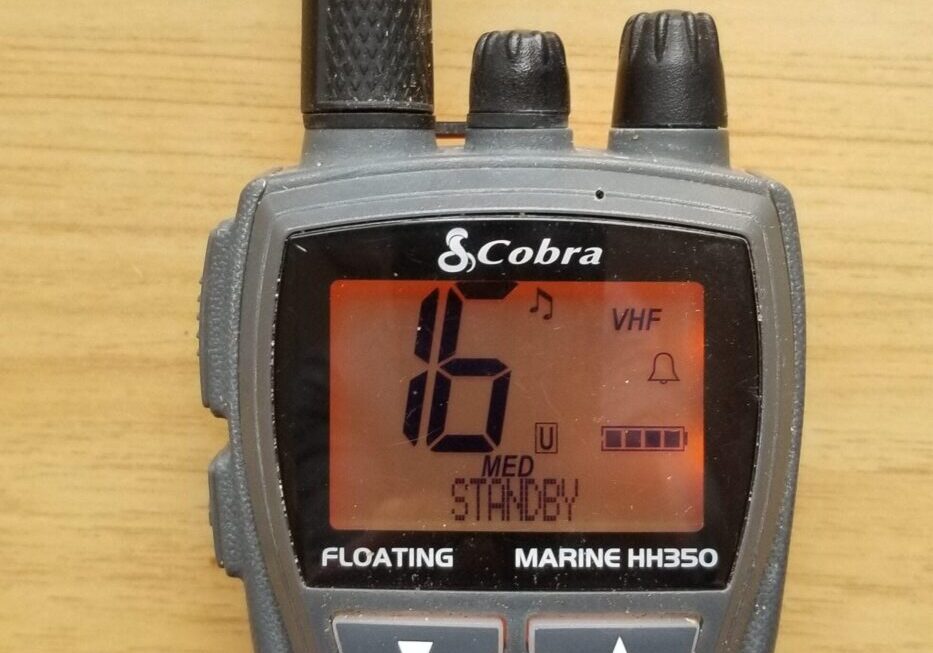 Cobra
16
VHF
U
MED
STANDBY
FLOATING MARINE HH350